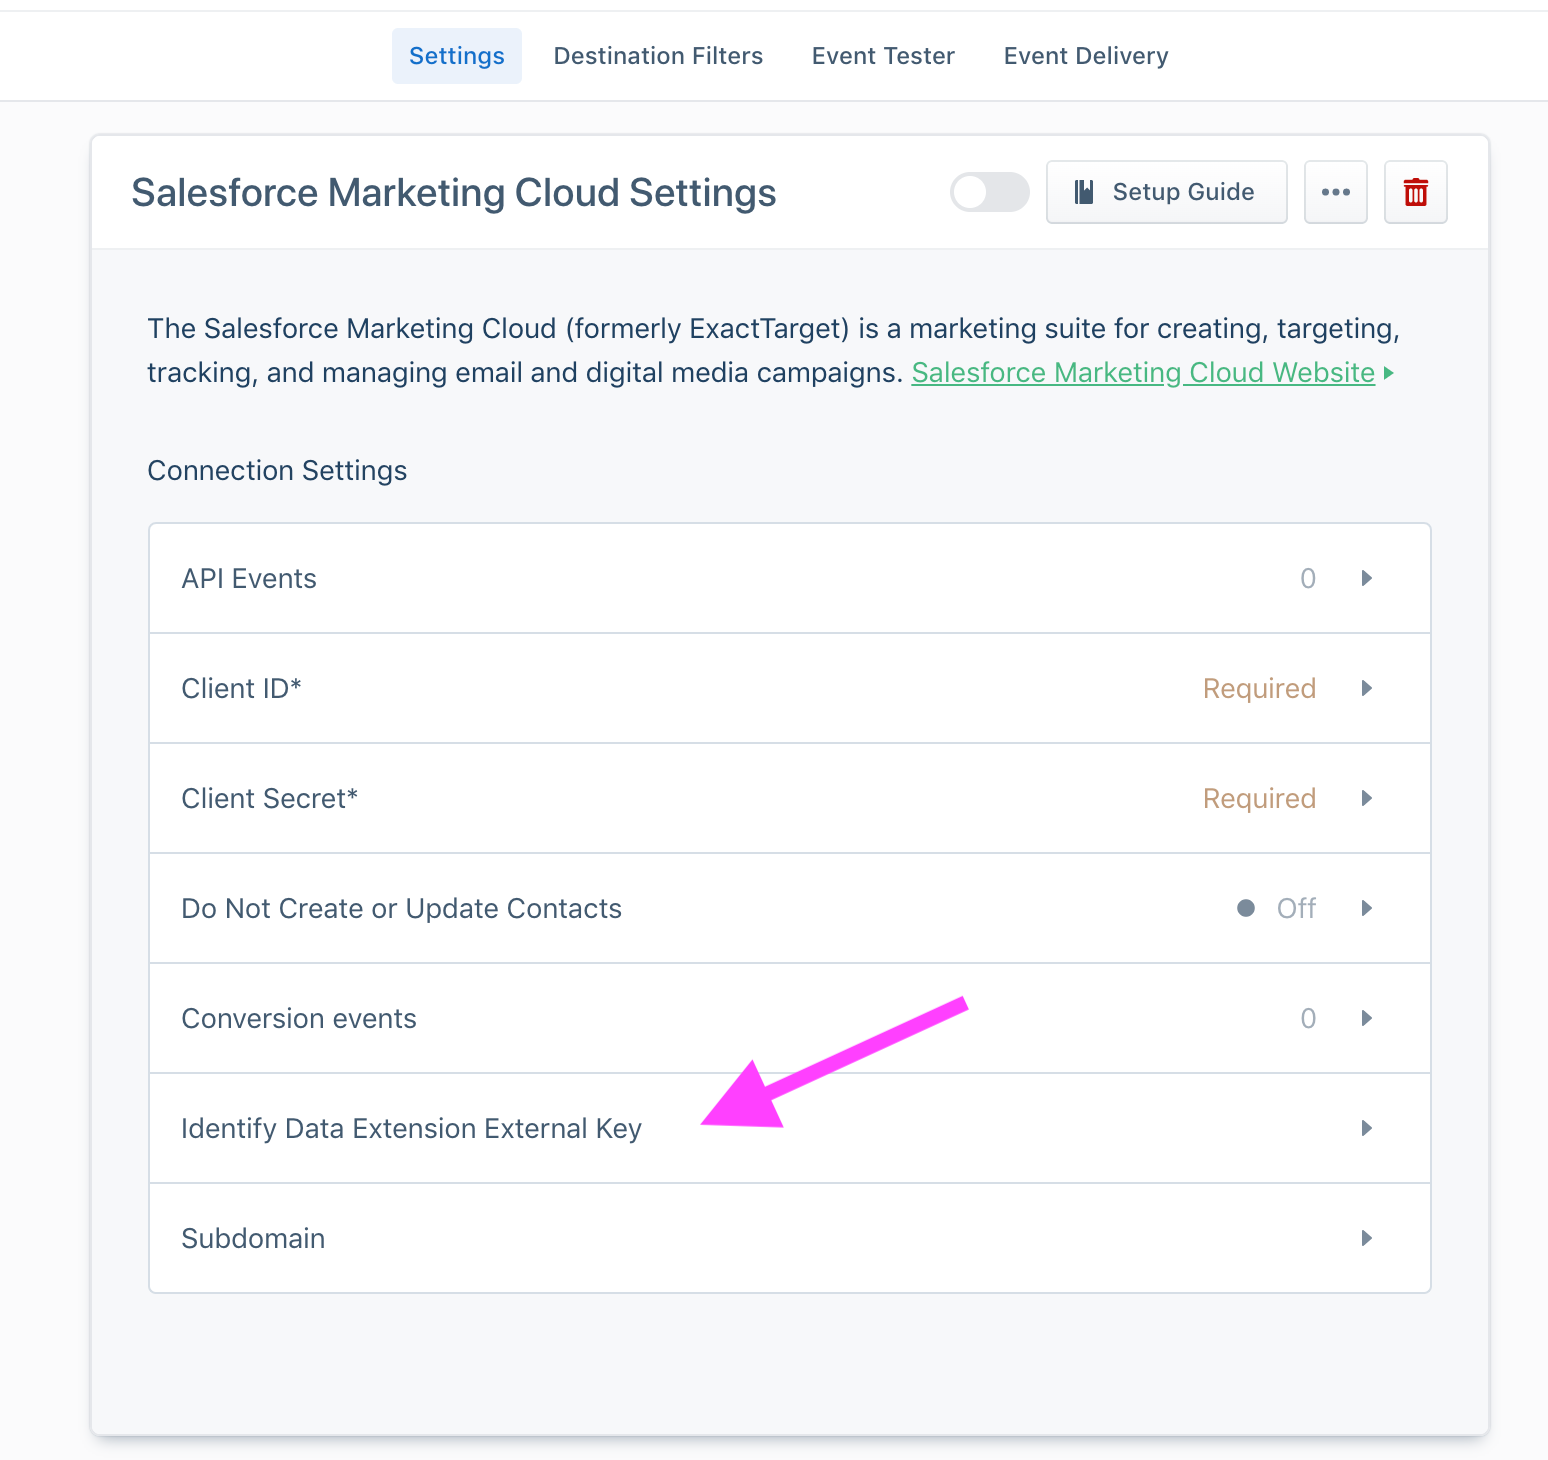 Settings Destination Filters Event Tester Event Delivery
Salesforce Marketing Cloud Settings Setup Guide
The Salesforce Marketing Cloud (formerly ExactTarget) is a marketing suite for creating, targeting,
tracking, and managing email and digital media campaigns. Salesforce Marketing Cloud Website
Connection Settings
API Events 0
Client ID* Required
Client Secret* Required
Do Not Create or Update Contacts Off
Conversion events 0
Identify Data Extension External Key
Subdomain